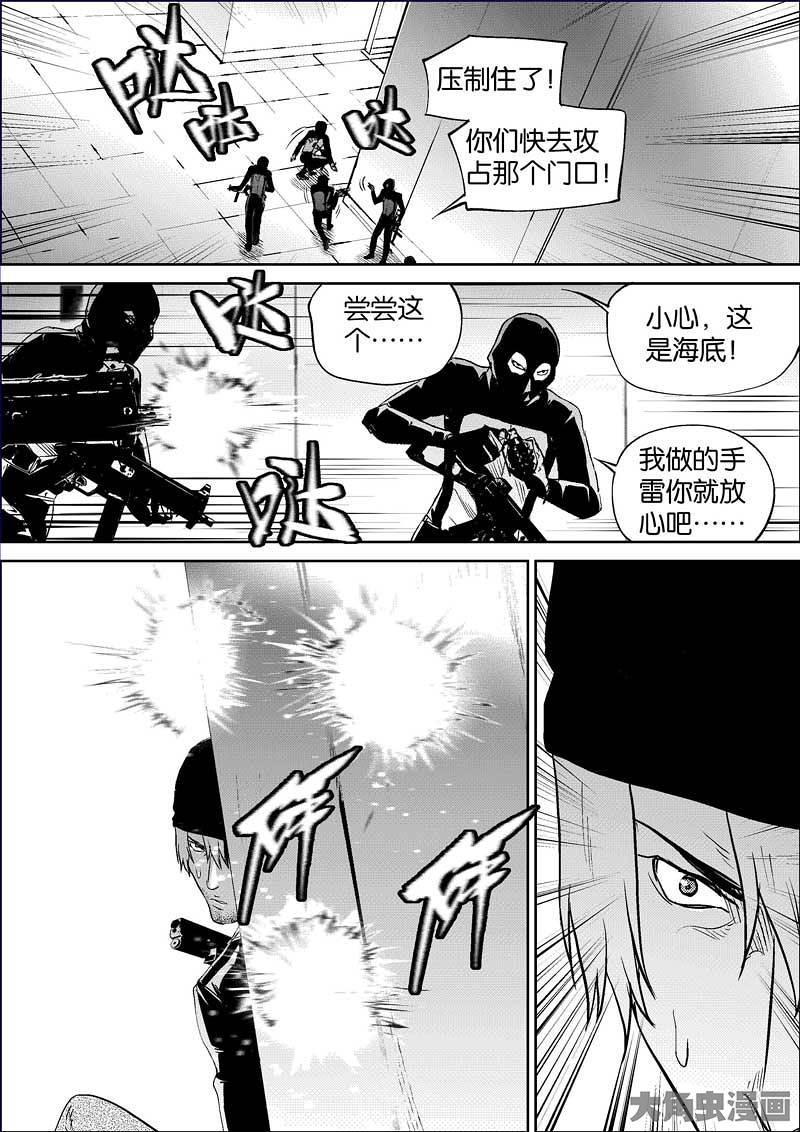 压制住了！
你们快去攻
占那个门口！
哒
哒
哒
哒
尝尝这
个……
小心，这
是海底！
我做的手
雷你就放
心吧……
哒
砰
砰
大角虫漫画